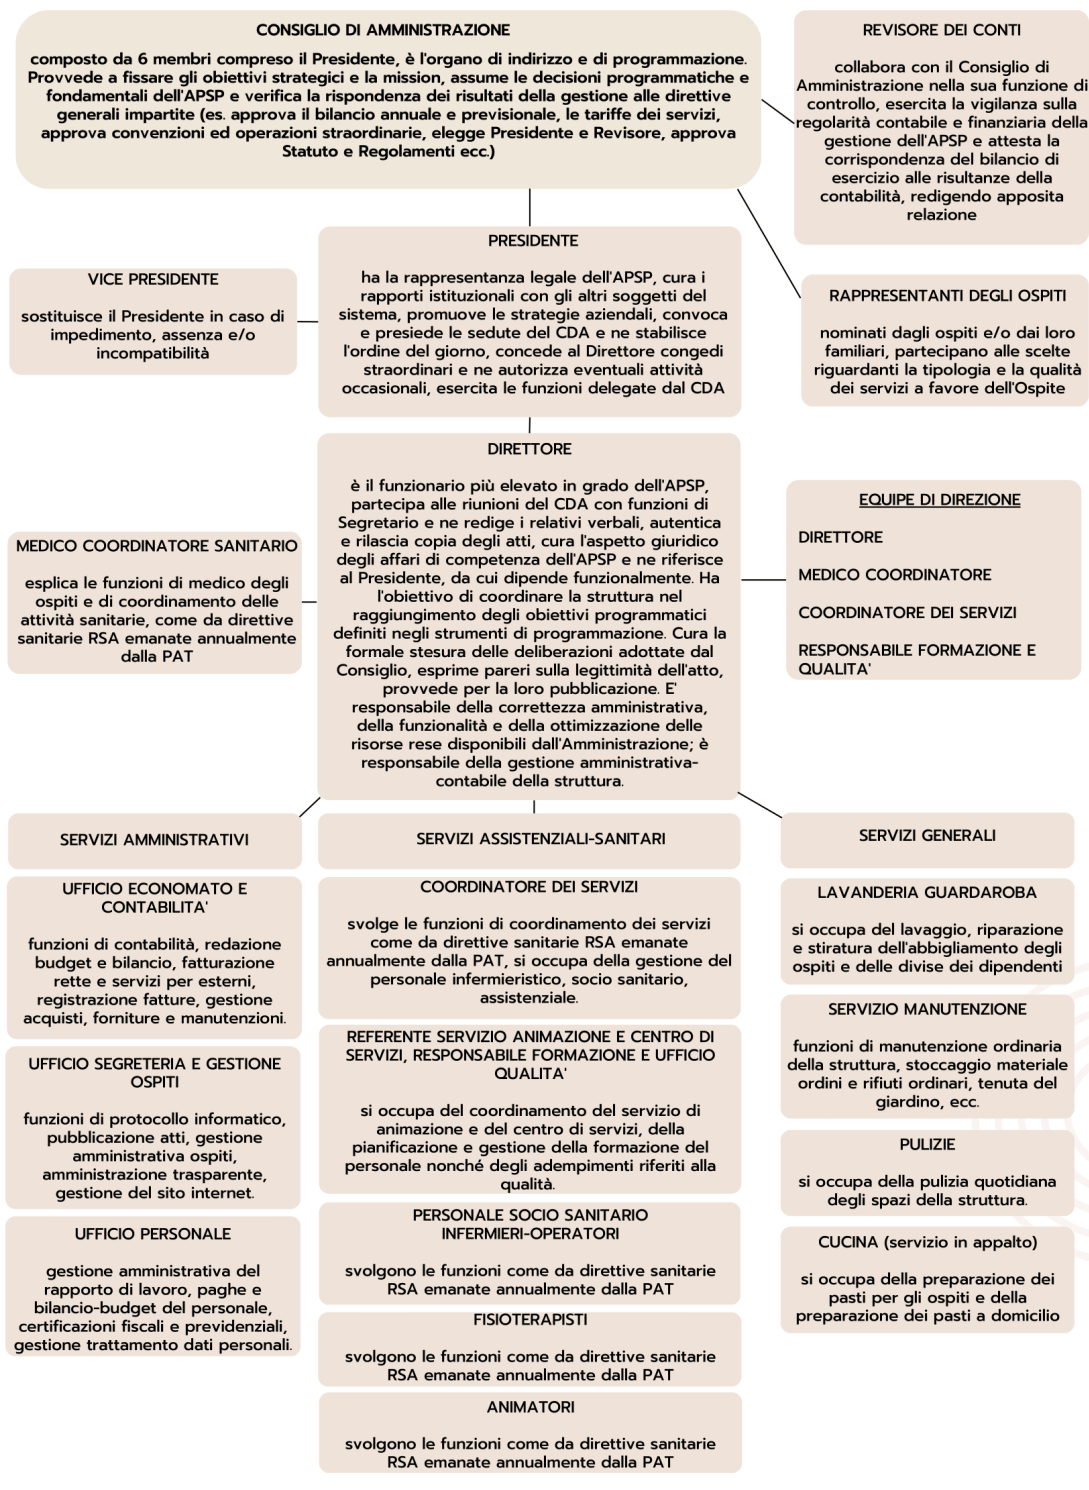 CONSIGLIO DI AMMINISTRAZIONE
composto da 6 membri compreso il Presidente, è l'organo di indirizzo e di programmazione.
Provvede a fissare gli obiettivi strategici e la mission, assume le decisioni programmatiche e
fondamentali dell'APSP e verifica la rispondenza dei risultati della gestione alle direttive
generali impartite (es. approva il bilancio annuale e previsionale, le tariffe dei servizi,
approva convenzioni ed operazioni straordinarie, elegge Presidente e Revisore, approva
Statuto e Regolamenti ecc.)
REVISORE DEI CONTI
collabora con il Consiglio di
Amministrazione nella sua funzione di
controllo, esercita la vigilanza sulla
regolarità contabile e finanziaria della
gestione dell'APSP e attesta la
corrispondenza del bilancio di
esercizio alle risultanze della
contabilità, redigendo apposita
relazione
PRESIDENTE
ha la rappresentanza legale dell'APSP, cura i
rapporti istituzionali con gli altri soggetti del
sistema, promuove le strategie aziendali, convoca
e presiede le sedute del CDA e ne stabilisce
l'ordine del giorno, concede al Direttore congedi
straordinari e ne autorizza eventuali attività
occasionali, esercita le funzioni delegate dal CDA
VICE PRESIDENTE
sostituisce il Presidente in caso di
impedimento, assenza e/o
incompatibilità
RAPPRESENTANTI DEGLI OSPITI
nominati dagli ospiti e/o dai loro
familiari, partecipano alle scelte
riguardanti la tipologia e la qualità
dei servizi a favore dell'Ospite
DIRETTORE
è il funzionario più elevato in grado dell'APSP,
partecipa alle riunioni del CDA con funzioni di
Segretario e ne redige i relativi verbali, autentica
e rilascia copia degli atti, cura l'aspetto giuridico
degli affari di competenza dell'APSP e ne riferisce
al Presidente, da cui dipende funzionalmente. Ha
l'obiettivo di coordinare la struttura nel
raggiungimento degli obiettivi programmatici
definiti negli strumenti di programmazione. Cura la
formale stesura delle deliberazioni adottate dal
Consiglio, esprime pareri sulla legittimità dell'atto,
provvede per la loro pubblicazione. E'
responsabile della correttezza amministrativa,
della funzionalità e della ottimizzazione delle
risorse rese disponibili dall'Amministrazione; è
responsabile della gestione amministrativa-
contabile della struttura.
MEDICO COORDINATORE SANITARIO
esplica le funzioni di medico degli
ospiti e di coordinamento delle
attività sanitarie, come da direttive
sanitarie RSA emanate annualmente
dalla PAT
EQUIPE DI DIREZIONE
DIRETTORE
MEDICO COORDINATORE
COORDINATORE DEI SERVIZI
RESPONSABILE FORMAZIONE E
QUALITA'
SERVIZI AMMINISTRATIVI
UFFICIO ECONOMATO E
CONTABILITA'
funzioni di contabilità, redazione
budget e bilancio, fatturazione
rette e servizi per esterni,
registrazione fatture, gestione
acquisti, forniture e manutenzioni.
UFFICIO SEGRETERIA E GESTIONE
OSPITI
funzioni di protocollo informatico,
pubblicazione atti, gestione
amministrativa ospiti,
amministrazione trasparente,
gestione del sito internet.
UFFICIO PERSONALE
gestione amministrativa del
rapporto di lavoro, paghe e
bilancio-budget del personale,
certificazioni fiscali e previdenziali,
gestione trattamento dati personali.
SERVIZI ASSISTENZIALI-SANITARI
COORDINATORE DEI SERVIZI
svolge le funzioni di coordinamento dei servizi
come da direttive sanitarie RSA emanate
annualmente dalla PAT, si occupa della gestione del
personale infermieristico, socio sanitario,
assistenziale.
REFERENTE SERVIZIO ANIMAZIONE E CENTRO DI
SERVIZI, RESPONSABILE FORMAZIONE E UFFICIO
QUALITA'
si occupa del coordinamento del servizio di
animazione e del centro di servizi, della
pianificazione e gestione della formazione del
personale nonché degli adempimenti riferiti alla
qualità.
PERSONALE SOCIO SANITARIO
INFERMIERI-OPERATORI
svolgono le funzioni come da direttive sanitarie
RSA emanate annualmente dalla PAT
FISIOTERAPISTI
svolgono le funzioni come da direttive sanitarie
RSA emanate annualmente dalla PAT
ANIMATORI
svolgono le funzioni come da direttive sanitarie
RSA emanate annualmente dalla PAT
SERVIZI GENERALI
LAVANDERIA GUARDAROBA
si occupa del lavaggio, riparazione
e stiratura dell'abbigliamento degli
ospiti e delle divise dei dipendenti
SERVIZIO MANUTENZIONE
funzioni di manutenzione ordinaria
della struttura, stoccaggio materiale
ordini e rifiuti ordinari, tenuta del
giardino, ecc.
PULIZIE
si occupa della pulizia quotidiana
degli spazi della struttura.
CUCINA (servizio in appalto)
si occupa della preparazione dei
pasti per gli ospiti e della
preparazione dei pasti a domicilio